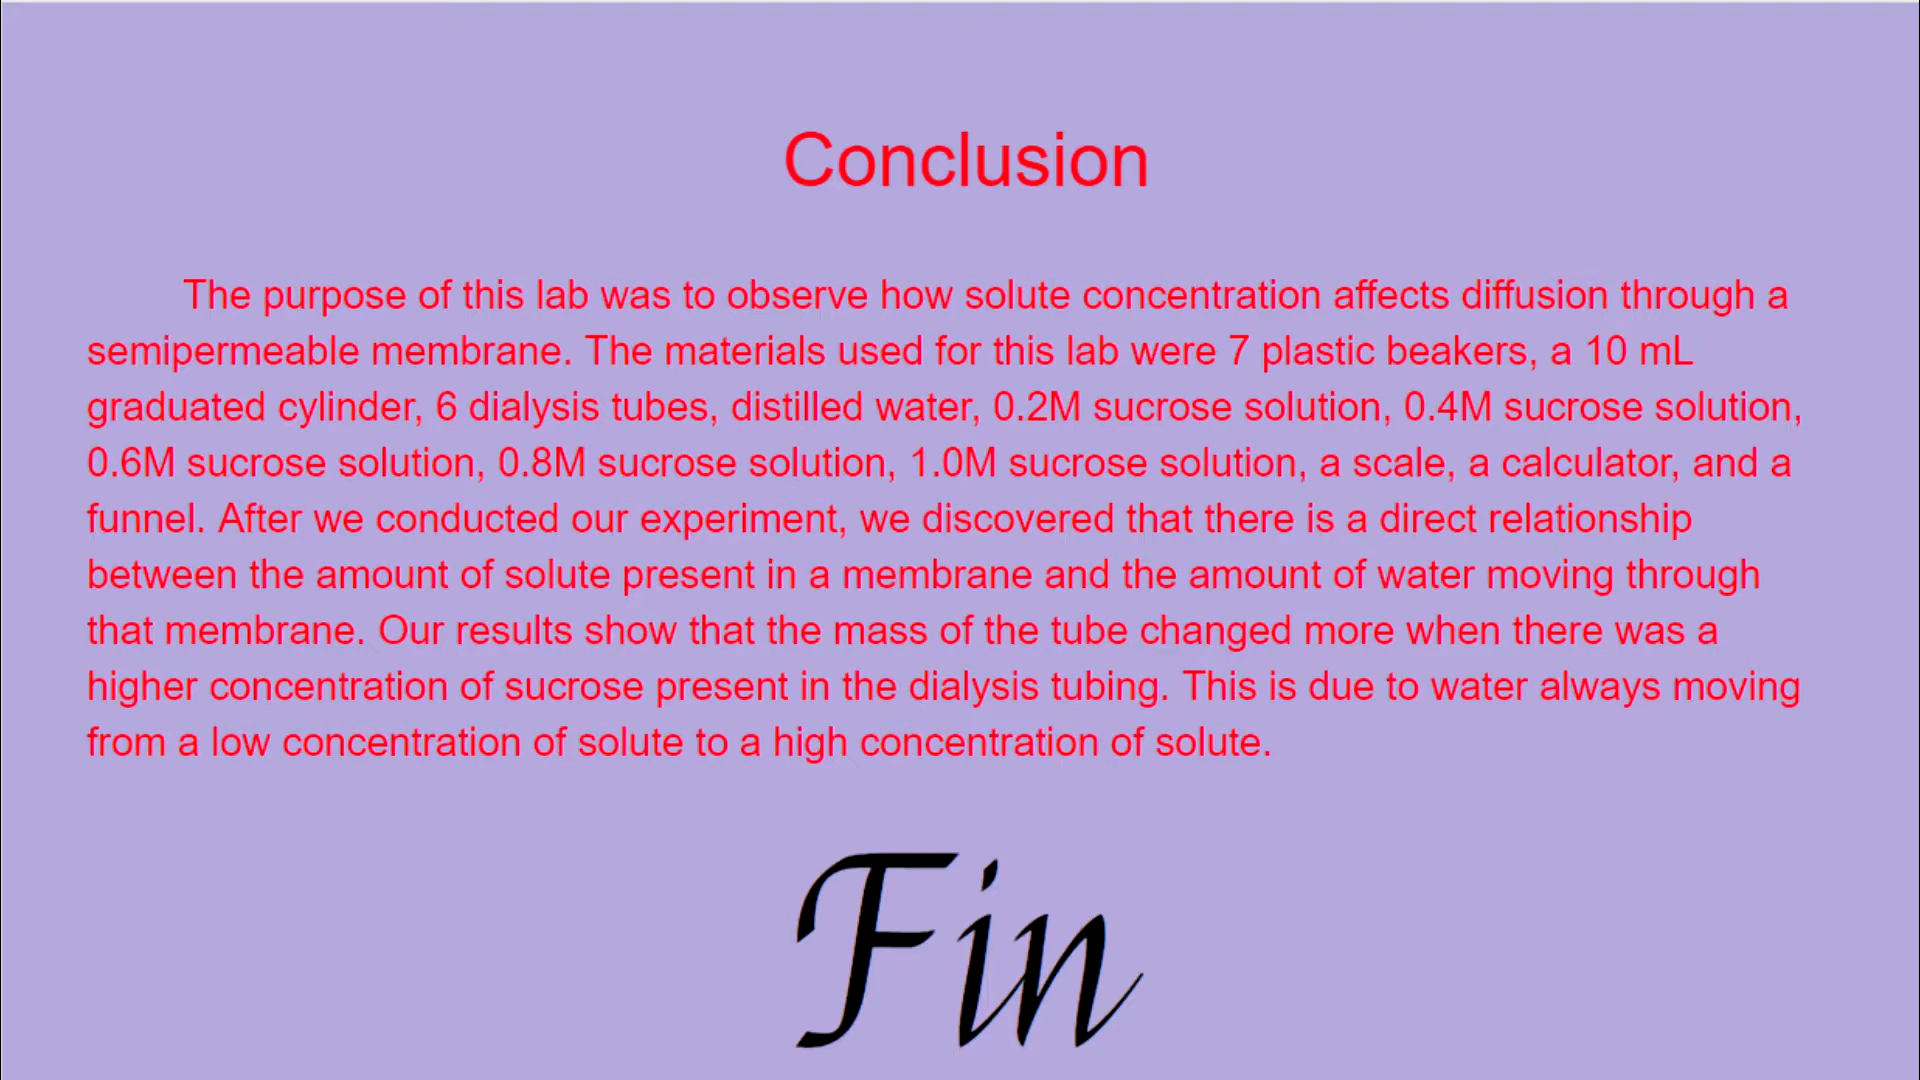 Conclusion
The purpose of this lab was to observe how solute concentration affects diffusion through a
semipermeable membrane. The materials used for this lab were 7 plastic beakers, a 10 mL
graduated cylinder, 6 dialysis tubes, distilled water, 0.2M sucrose solution, 0.4M sucrose solution,
0.6M sucrose solution, 0.8M sucrose solution, 1.0M sucrose solution, a scale, a calculator, and a
funnel. After we conducted our experiment, we discovered that there is a direct relationship
between the amount of solute present in a membrane and the amount of water moving through
that membrane. Our results show that the mass of the tube changed more when there was a
higher concentration of sucrose present in the dialysis tubing. This is due to water always moving
from a low concentration of solute to a high concentration of solute.
Fin